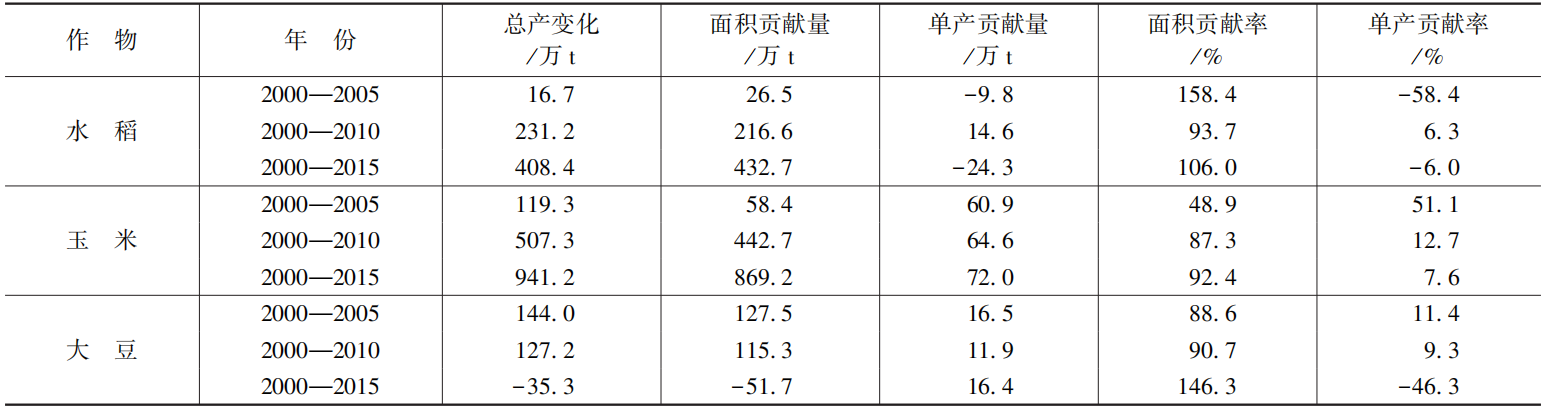 作 物 年 份 总产变化/万 t 面积贡献量/万 t 单产贡献量/万 t 面积贡献率/% 单产贡献率/%
水 稻 2000—2005 16.7 26.5 -9.8 158.4 -58.4
2000—2010 231.2 216.6 14.6 93.7 6.3
2000—2015 408.4 432.7 -24.3 106.0 -6.0
玉 米 2000—2005 119.3 58.4 60.9 48.9 51.1
2000—2010 507.3 442.7 64.6 87.3 12.7
2000—2015 941.2 869.2 72.0 92.4 7.6
大 豆 2000—2005 144.0 127.5 16.5 88.6 11.4
2000—2010 127.2 115.3 11.9 90.7 9.3
2000—2015 -35.3 -51.7 16.4 146.3 -46.3